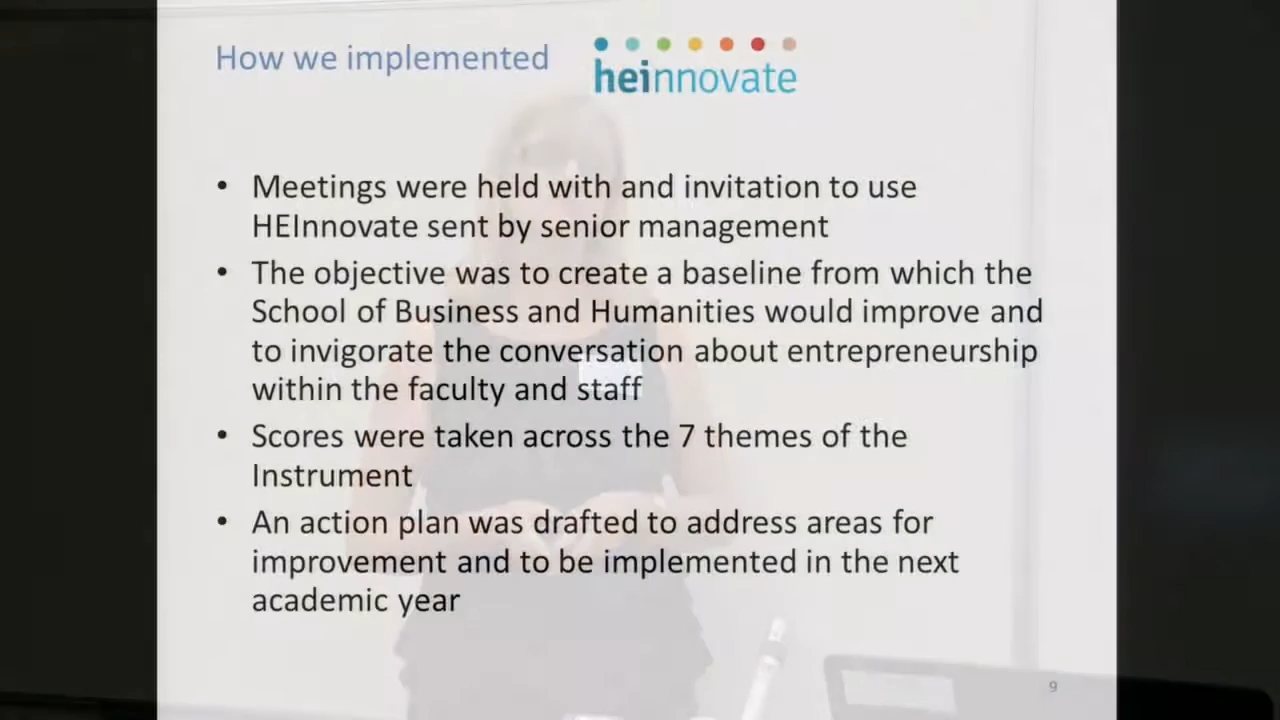 How we implemented
heinnovate
• Meetings were held with and invitation to use
HEInnovate sent by senior management
• The objective was to create a baseline from which the
School of Business and Humanities would improve and
to invigorate the conversation about entrepreneurship
within the faculty and staff
• Scores were taken across the 7 themes of the
Instrument
• An action plan was drafted to address areas for
improvement and to be implemented in the next
academic year
9